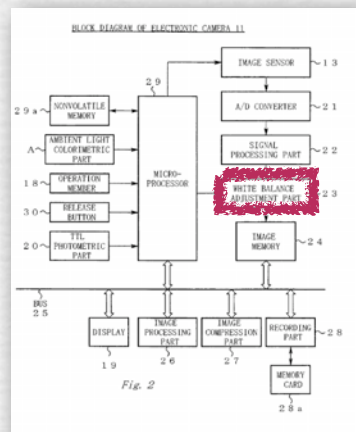 BLOCK DIAGRAM OF ELECTRONIC CAMERA 11
29
IMAGE SENSOR
13
29a
NONVOLATILE
MEMORY
A/D CONVERTER
21
A
AMBIENT LIGHT
COLORIMETRIC
PART
SIGNAL
PROCESSING PART
22
MICRO-
PROCESSOR
18
OPERATION
MEMBER
WHITE BALANCE
ADJUSTMENT PART
23
30
RELEASE
BUTTON
20
TTL
PHOTOMETRIC
PART
IMAGE
MEMORY
24
BUS
25
DISPLAY
IMAGE
PROCESSING
PART
IMAGE
COMPRESSION
PART
RECORDING
PART
28
19
26
27
Fig. 2
MEMORY
CARD
28a